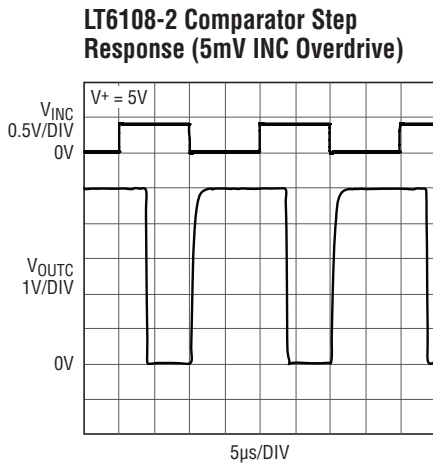 LT6108-2 Comparator Step
Response (5mV INC Overdrive)
V+ = 5V
VINC
0.5V/DIV
0V
VOUTC
1V/DIV
0V
5µs/DIV